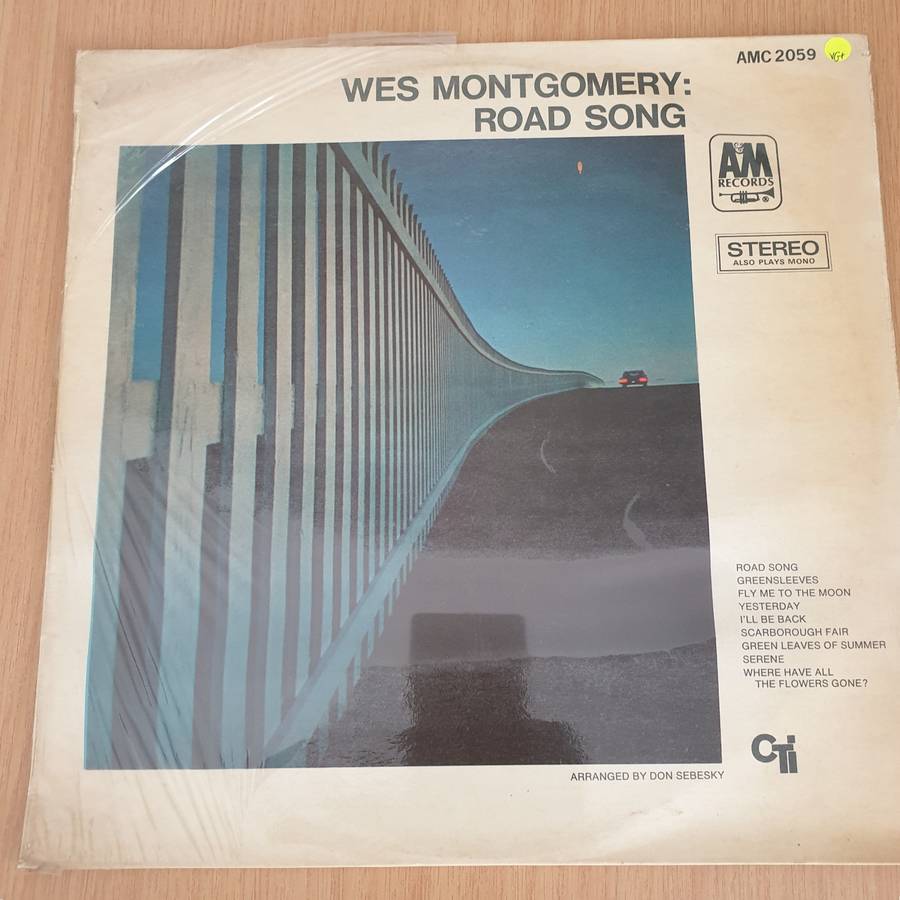 AMC 2059
VG+
WES MONTGOMERY:
ROAD SONG
A&M
RECORDS
®
STEREO
ALSO PLAYS MONO
ROAD SONG
GREENSLEEVES
FLY ME TO THE MOON
YESTERDAY
I'LL BE BACK
SCARBOROUGH FAIR
GREEN LEAVES OF SUMMER
SERENE
WHERE HAVE ALL
THE FLOWERS GONE?
CTi
ARRANGED BY DON SEBESKY